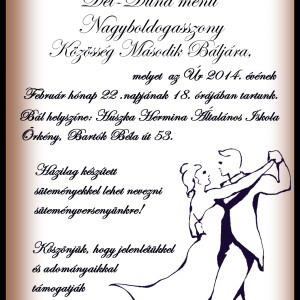 Dél-Duna menti
Nagyboldogasszony
Közösség Második Báljára,
melyet az Úr 2014. évének
Február hónap 22. napjának 18. órájában tartunk.
Bál helyszíne: Huszka Hermina Általános Iskola
Örkény, Bartók Béla út 53.
Házilag készített
süteményekkel lehet nevezni
süteményversenyünkre!
Köszönjük, hogy jelenlétükkel
és adományaikkal
támogatják